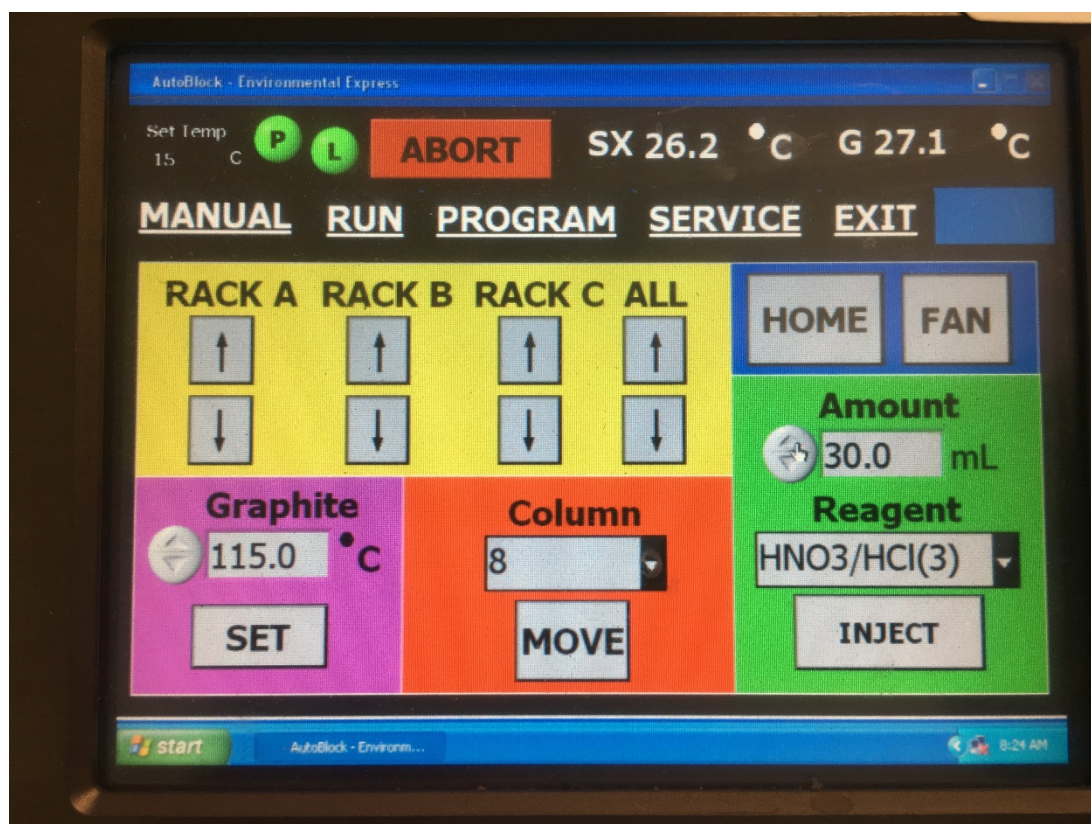 AutoBlock - Environmental Express
Set Temp
15 C
P
L
ABORT
SX 26.2 °C
G 27.1 °C
MANUAL RUN PROGRAM SERVICE EXIT
RACK A RACK B RACK C ALL
HOME FAN
Amount
30.0 mL
Graphite
115.0 °C
SET
Column
8
MOVE
Reagent
HNO3/HCl(3)
INJECT
start
AutoBlock - Environm...
8:24 AM